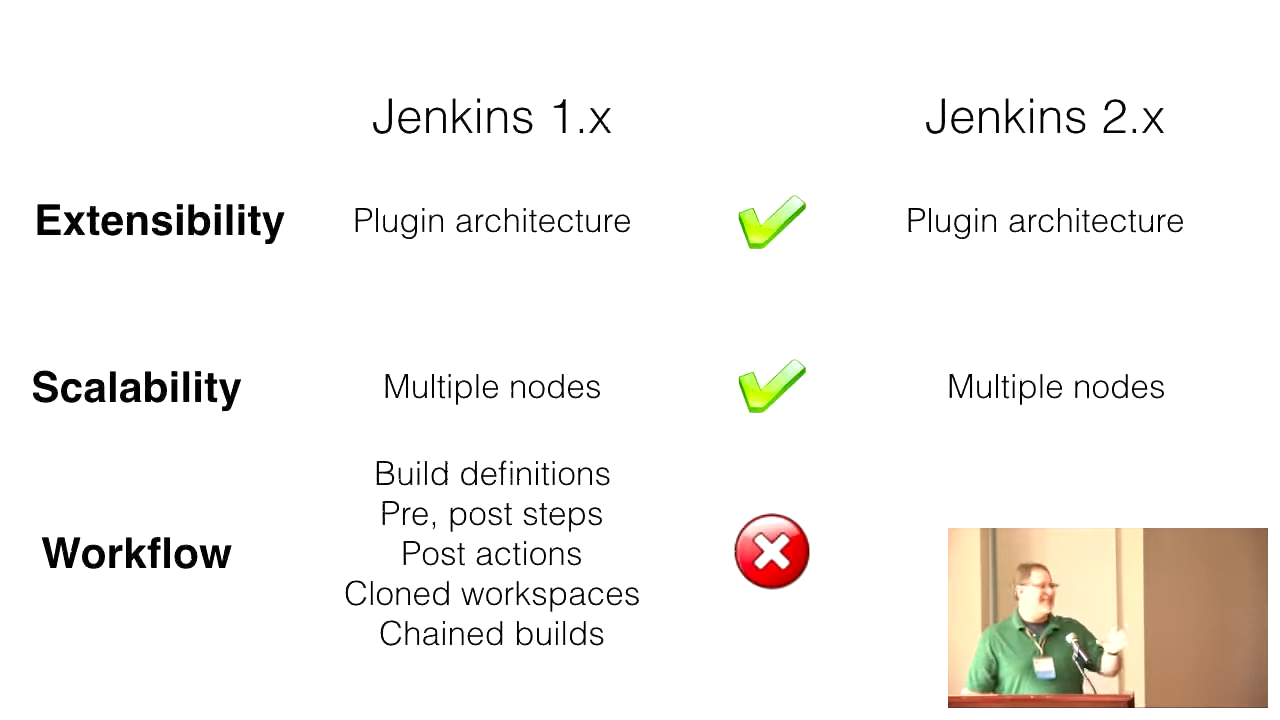 Jenkins 1.x
Jenkins 2.x
Extensibility
Plugin architecture
Plugin architecture
Scalability
Multiple nodes
Multiple nodes
Workflow
Build definitions
Pre, post steps
Post actions
Cloned workspaces
Chained builds